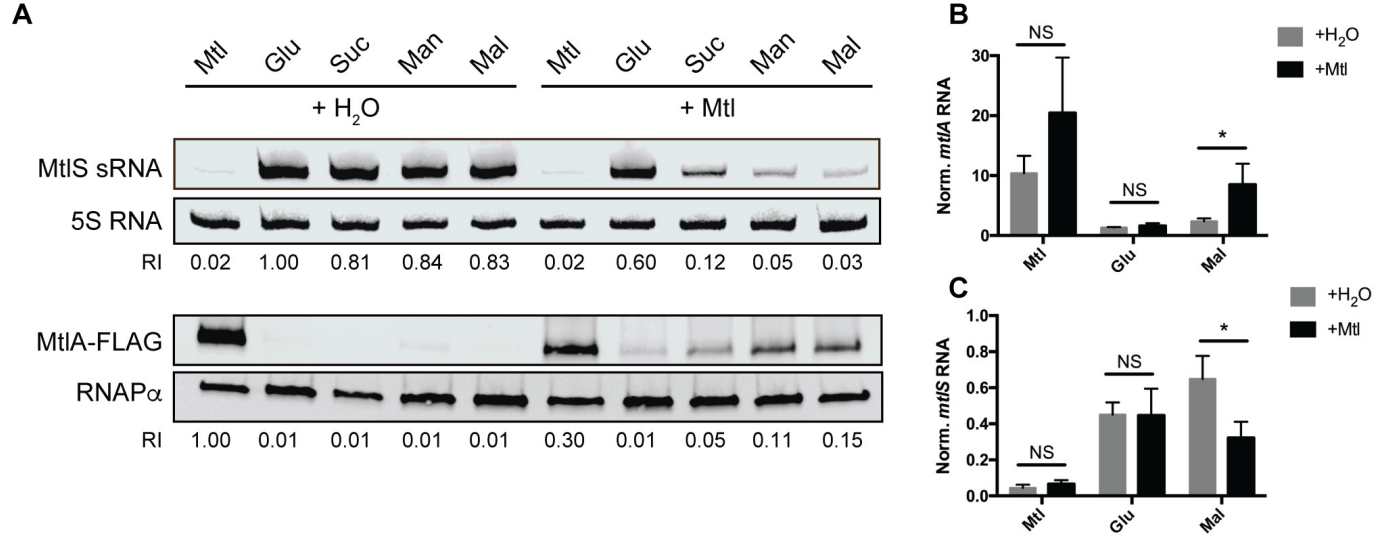 A
Mtl Glu Suc Man Mal Mtl Glu Suc Man Mal
+ H₂O + Mtl
MtlS sRNA
5S RNA
RI 0.02 1.00 0.81 0.84 0.83 0.02 0.60 0.12 0.05 0.03
MtlA-FLAG
RNAPα
RI 1.00 0.01 0.01 0.01 0.01 0.30 0.01 0.05 0.11 0.15
B
+H₂O
+Mtl
Norm. mtlA RNA
30
20
10
0
NS
NS
*
Mtl Glu Mal
C
+H₂O
+Mtl
Norm. mtlS RNA
1.0
0.8
0.6
0.4
0.2
0.0
NS
NS
*
Mtl Glu Mal